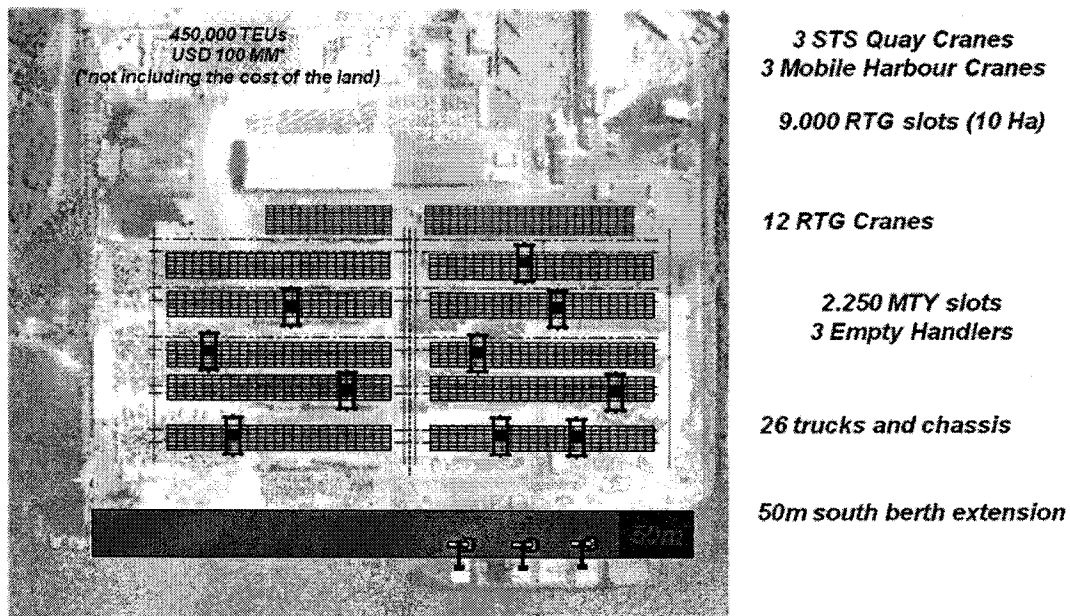 450,000 TEUs
USD 100 MM*
(*not including the cost of the land)
3 STS Quay Cranes
3 Mobile Harbour Cranes
9.000 RTG slots (10 Ha)
12 RTG Cranes
2.250 MTY slots
3 Empty Handlers
26 trucks and chassis
50m south berth extension
50m